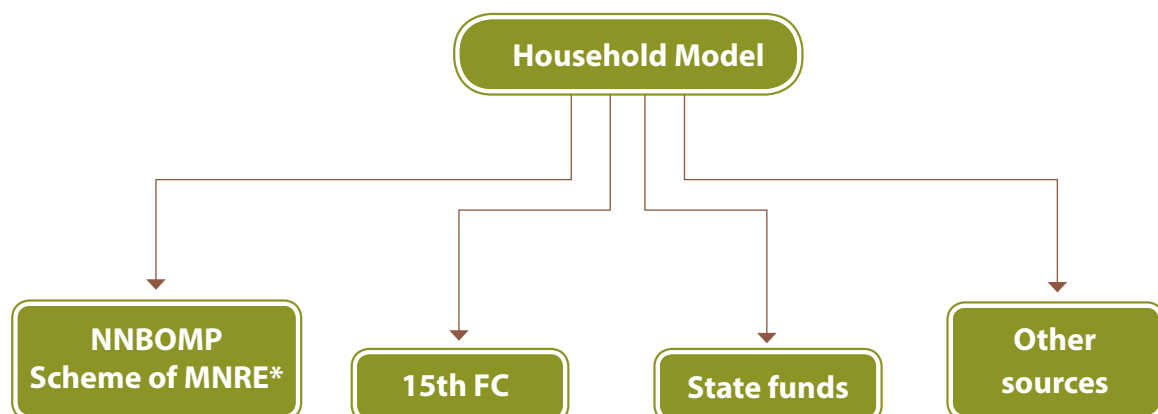 Household Model
NNBOMP
Scheme of MNRE*
15th FC
State funds
Other
sources